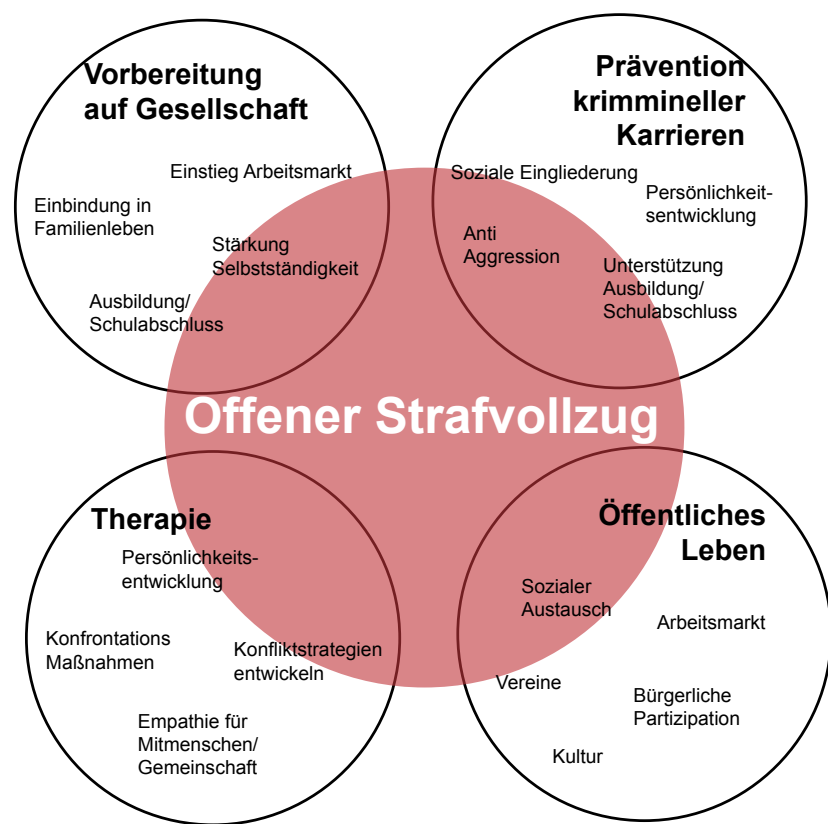 Vorbereitung
auf Gesellschaft
Einstieg Arbeitsmarkt
Einbindung in
Familienleben
Stärkung
Selbstständigkeit
Ausbildung/
Schulabschluss
Prävention
krimmineller
Karrieren
Soziale Eingliederung
Persönlichkeit-
sentwicklung
Anti
Aggression
Unterstützung
Ausbildung/
Schulabschluss
Offener Strafvollzug
Therapie
Persönlichkeits-
entwicklung
Konfrontations
Maßnahmen
Konfliktstrategien
entwickeln
Empathie für
Mitmenschen/
Gemeinschaft
Öffentliches
Leben
Sozialer
Austausch
Arbeitsmarkt
Vereine
Bürgerliche
Partizipation
Kultur